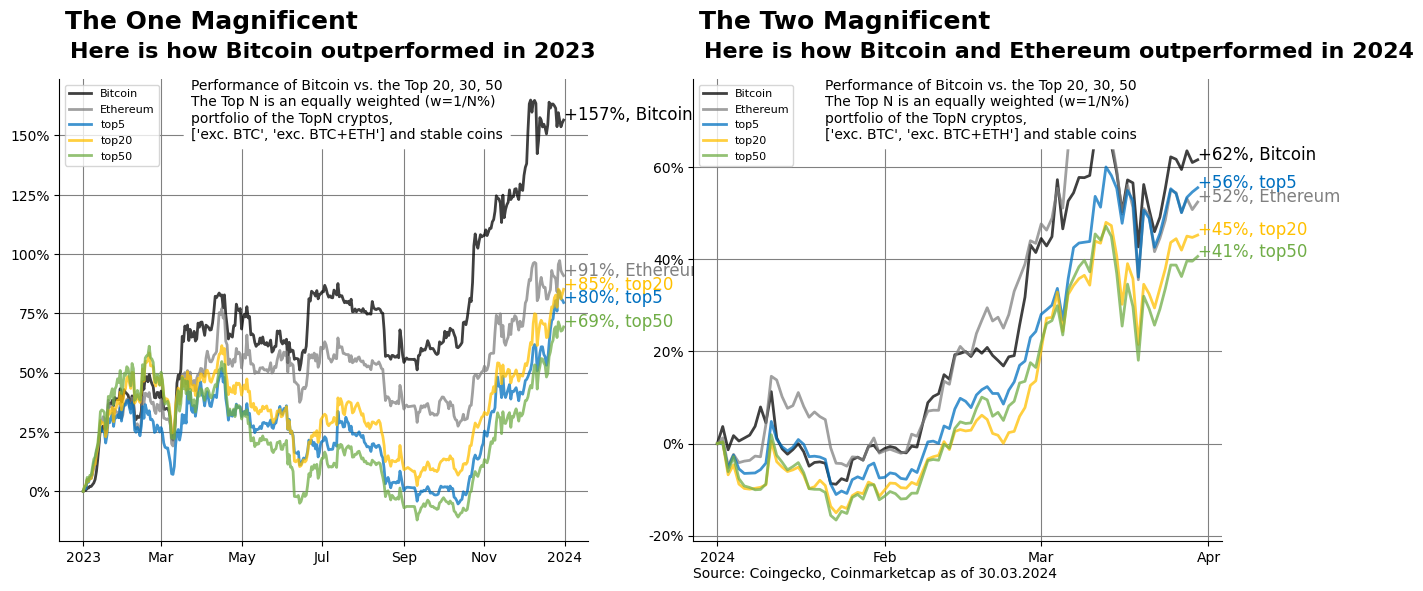 The One Magnificent
Here is how Bitcoin outperformed in 2023
Bitcoin
Ethereum
top5
top20
top50
Performance of Bitcoin vs. the Top 20, 30, 50
The Top N is an equally weighted (w=1/N%)
portfolio of the TopN cryptos,
['exc. BTC', 'exc. BTC+ETH'] and stable coins
150%
125%
100%
75%
50%
25%
0%
+157%, Bitcoin
+91%, Ethereum
+85%, top20
+80%, top5
+69%, top50
2023
Mar
May
Jul
Sep
Nov
2024
The Two Magnificent
Here is how Bitcoin and Ethereum outperformed in 2024
Bitcoin
Ethereum
top5
top20
top50
Performance of Bitcoin vs. the Top 20, 30, 50
The Top N is an equally weighted (w=1/N%)
portfolio of the TopN cryptos,
['exc. BTC', 'exc. BTC+ETH'] and stable coins
60%
40%
20%
0%
-20%
+62%, Bitcoin
+56%, top5
+52%, Ethereum
+45%, top20
+41%, top50
2024
Feb
Mar
Apr
Source: Coingecko, Coinmarketcap as of 30.03.2024